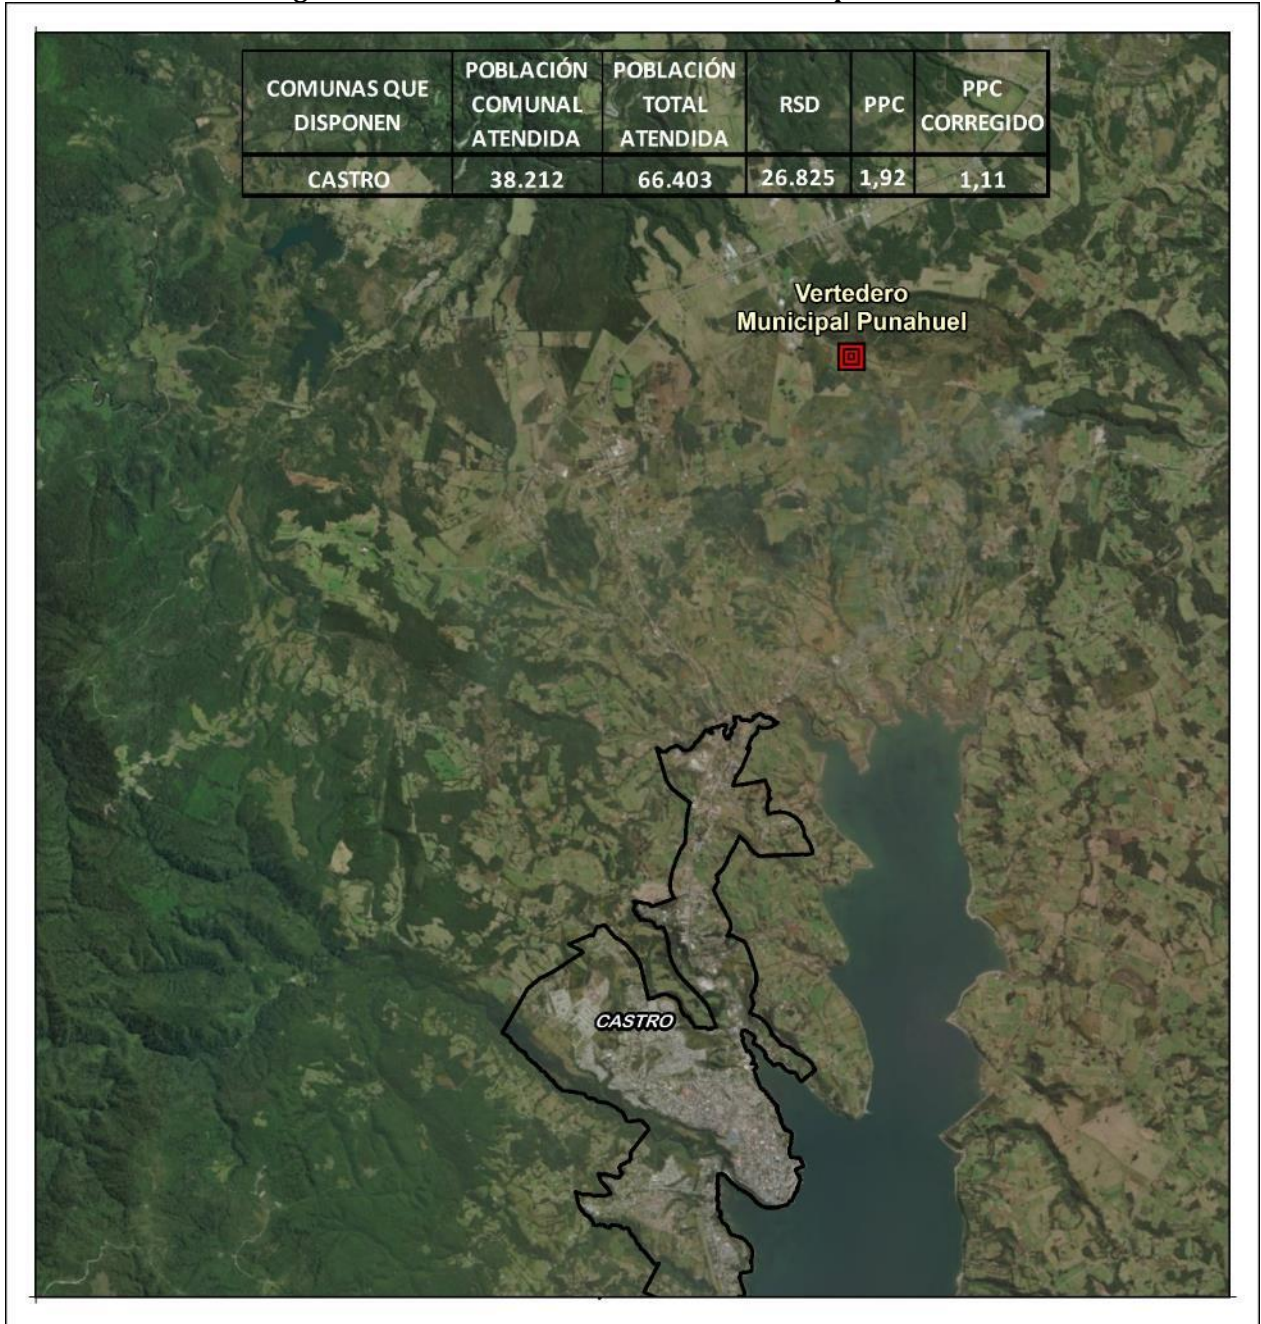 COMUNAS QUE
DISPONEN
POBLACIÓN
COMUNAL
ATENDIDA
POBLACIÓN
TOTAL
ATENDIDA
RSD
PPC
PPC
CORREGIDO
CASTRO 38.212 66.403 26.825 1,92 1,11
Vertedero
Municipal Punahuel
CASTRO